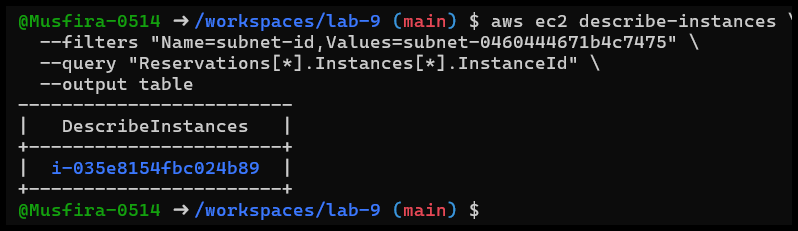 @Musfira-0514 ➜ /workspaces/lab-9 (main) $ aws ec2 describe-instances \
  --filters "Name=subnet-id,Values=subnet-0460444671b4c7475" \
  --query "Reservations[*].Instances[*].InstanceId" \
  --output table
-------------------------
|   DescribeInstances   |
+-----------------------+
|  i-035e8154fbc024b89  |
+-----------------------+
@Musfira-0514 ➜ /workspaces/lab-9 (main) $